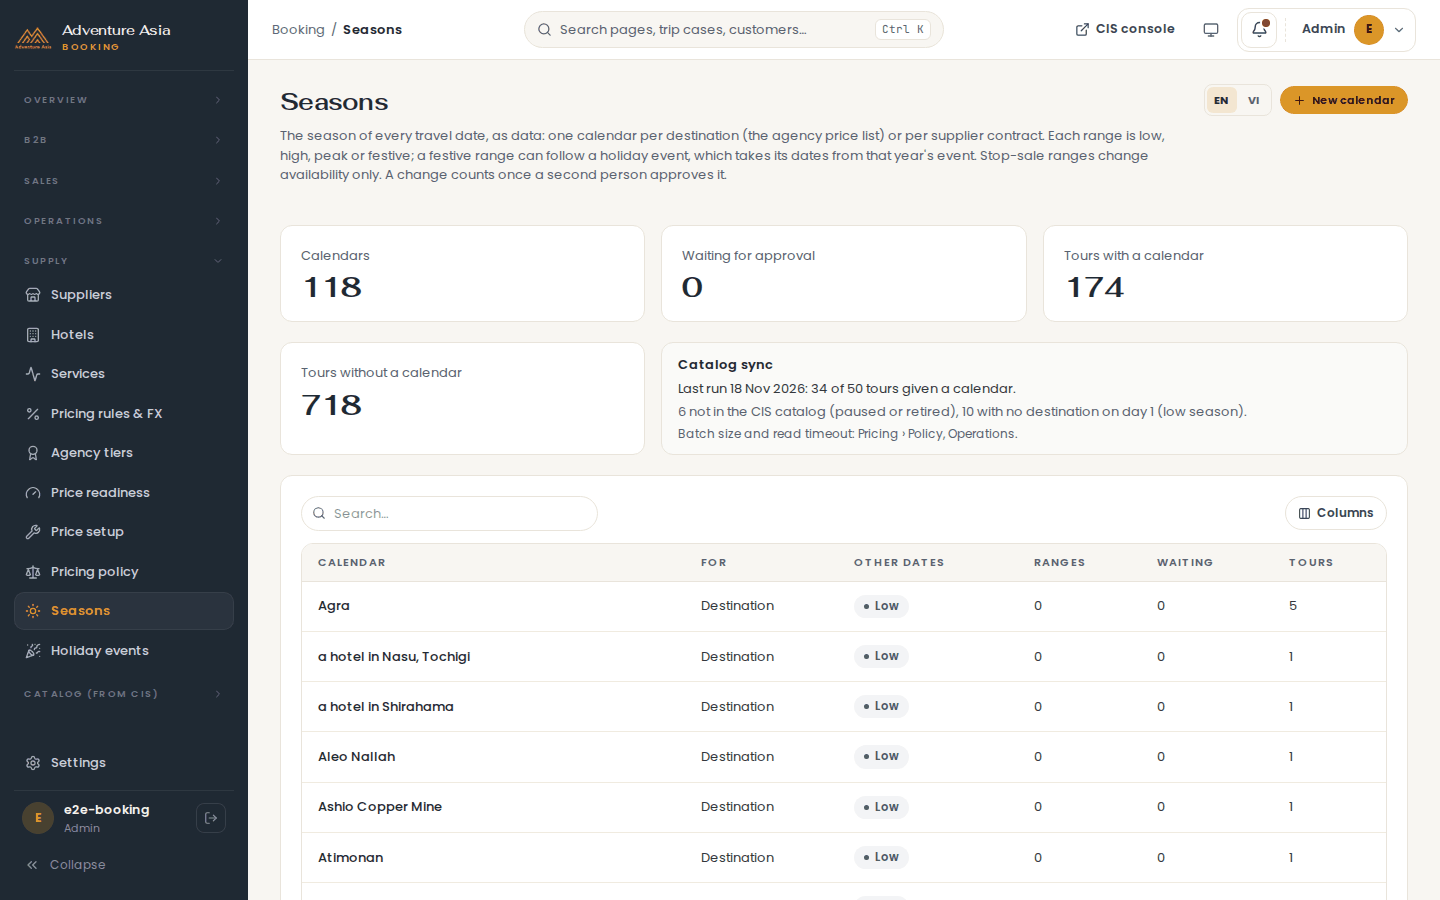 Adventure Asia
BOOKING
Adventure Asia
Booking / Seasons
Search pages, trip cases, customers...
Ctrl K
CIS console
Admin
E
OVERVIEW
B2B
SALES
OPERATIONS
SUPPLY
Suppliers
Hotels
Services
Pricing rules & FX
Agency tiers
Price readiness
Price setup
Pricing policy
Seasons
Holiday events
CATALOG (FROM CIS)
Settings
E
e2e-booking
Admin
Collapse
Seasons
EN
VI
New calendar
The season of every travel date, as data: one calendar per destination (the agency price list) or per supplier contract. Each range is low,
high, peak or festive; a festive range can follow a holiday event, which takes its dates from that year's event. Stop-sale ranges change
availability only. A change counts once a second person approves it.
Calendars
118
Waiting for approval
0
Tours with a calendar
174
Tours without a calendar
718
Catalog sync
Last run 18 Nov 2026: 34 of 50 tours given a calendar.
6 not in the CIS catalog (paused or retired), 10 with no destination on day 1 (low season).
Batch size and read timeout: Pricing › Policy, Operations.
Search...
Columns
CALENDAR FOR OTHER DATES RANGES WAITING TOURS
Agra Destination Low 0 0 5
a hotel in Nasu, Tochigi Destination Low 0 0 1
a hotel in Shirahama Destination Low 0 0 1
Aleo Nallah Destination Low 0 0 1
Ashio Copper Mine Destination Low 0 0 1
Atimonan Destination Low 0 0 1